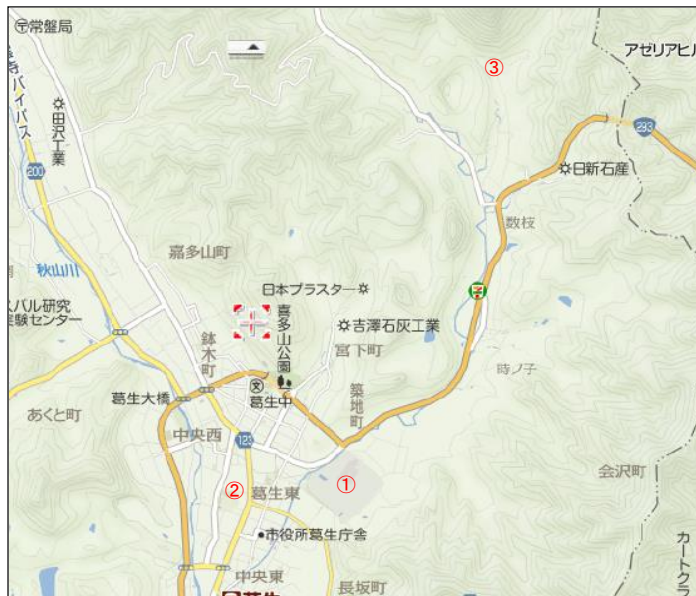 〒常盤局
アゼリアヒル
③
バイパス
田沢工業
293
日新石産
200
数枝
嘉多山町
秋山川
日本プラスター
スバル研究
実験センター
吉澤石灰工業
喜多山公園
宮下町
鉢木町
時ノ子
葛生大橋
文
葛生中
築地町
あくと町
中央西
123
会沢町
①
②
葛生東
市役所葛生庁舎
カートクラ
中央東
長坂町
葛生